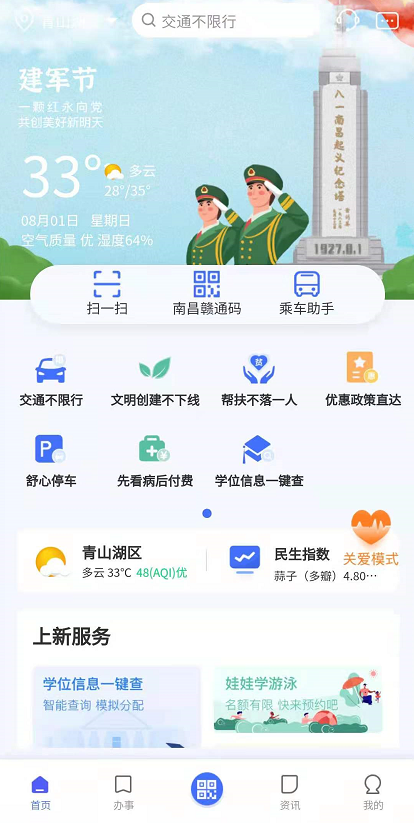 交通不限行
建军节
一颗红永向党
共创美好新明天
33°
多云
28°/35°
08月01日 星期日
空气质量 优 湿度64%
八一南昌起义纪念塔
1927.8.1
扫一扫
南昌赣通码
乘车助手
交通不限行
文明创建不下线
帮扶不落一人
优惠政策直达
舒心停车
先看病后付费
学位信息一键查
青山湖区
多云 33℃ 48(AQI)优
民生指数
蒜子（多瓣）4.80···
关爱模式
上新服务
学位信息一键查
智能查询 模拟分配
娃娃学游泳
名额有限 快来预约吧
首页
办事
资讯
我的